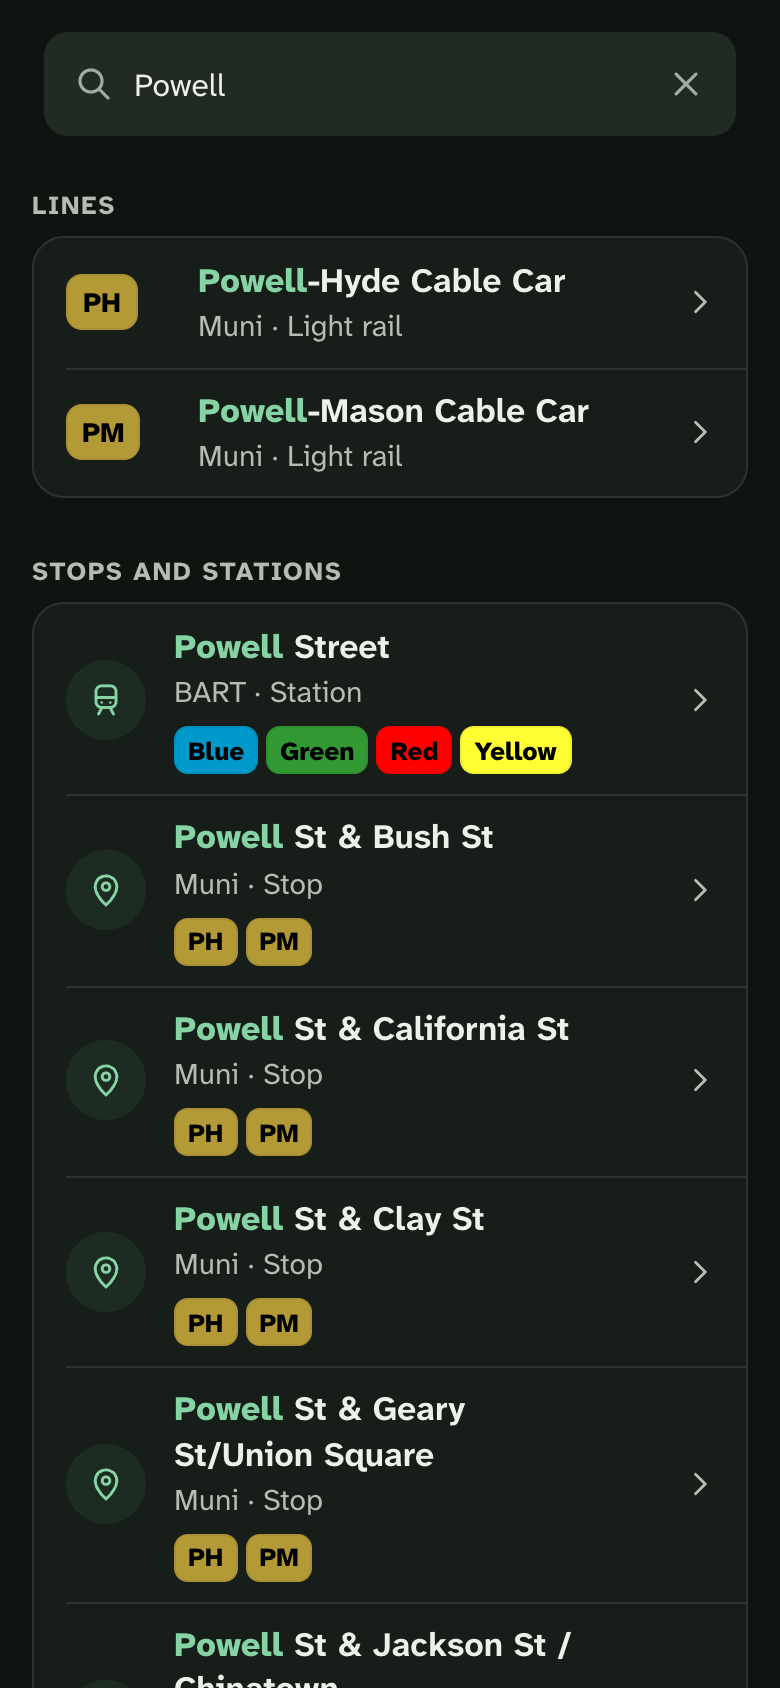 Powell
LINES
PH
Powell-Hyde Cable Car
Muni · Light rail
PM
Powell-Mason Cable Car
Muni · Light rail
STOPS AND STATIONS
Powell Street
BART · Station
Blue Green Red Yellow
Powell St & Bush St
Muni · Stop
PH PM
Powell St & California St
Muni · Stop
PH PM
Powell St & Clay St
Muni · Stop
PH PM
Powell St & Geary
St/Union Square
Muni · Stop
PH PM
Powell St & Jackson St /
Chinatown